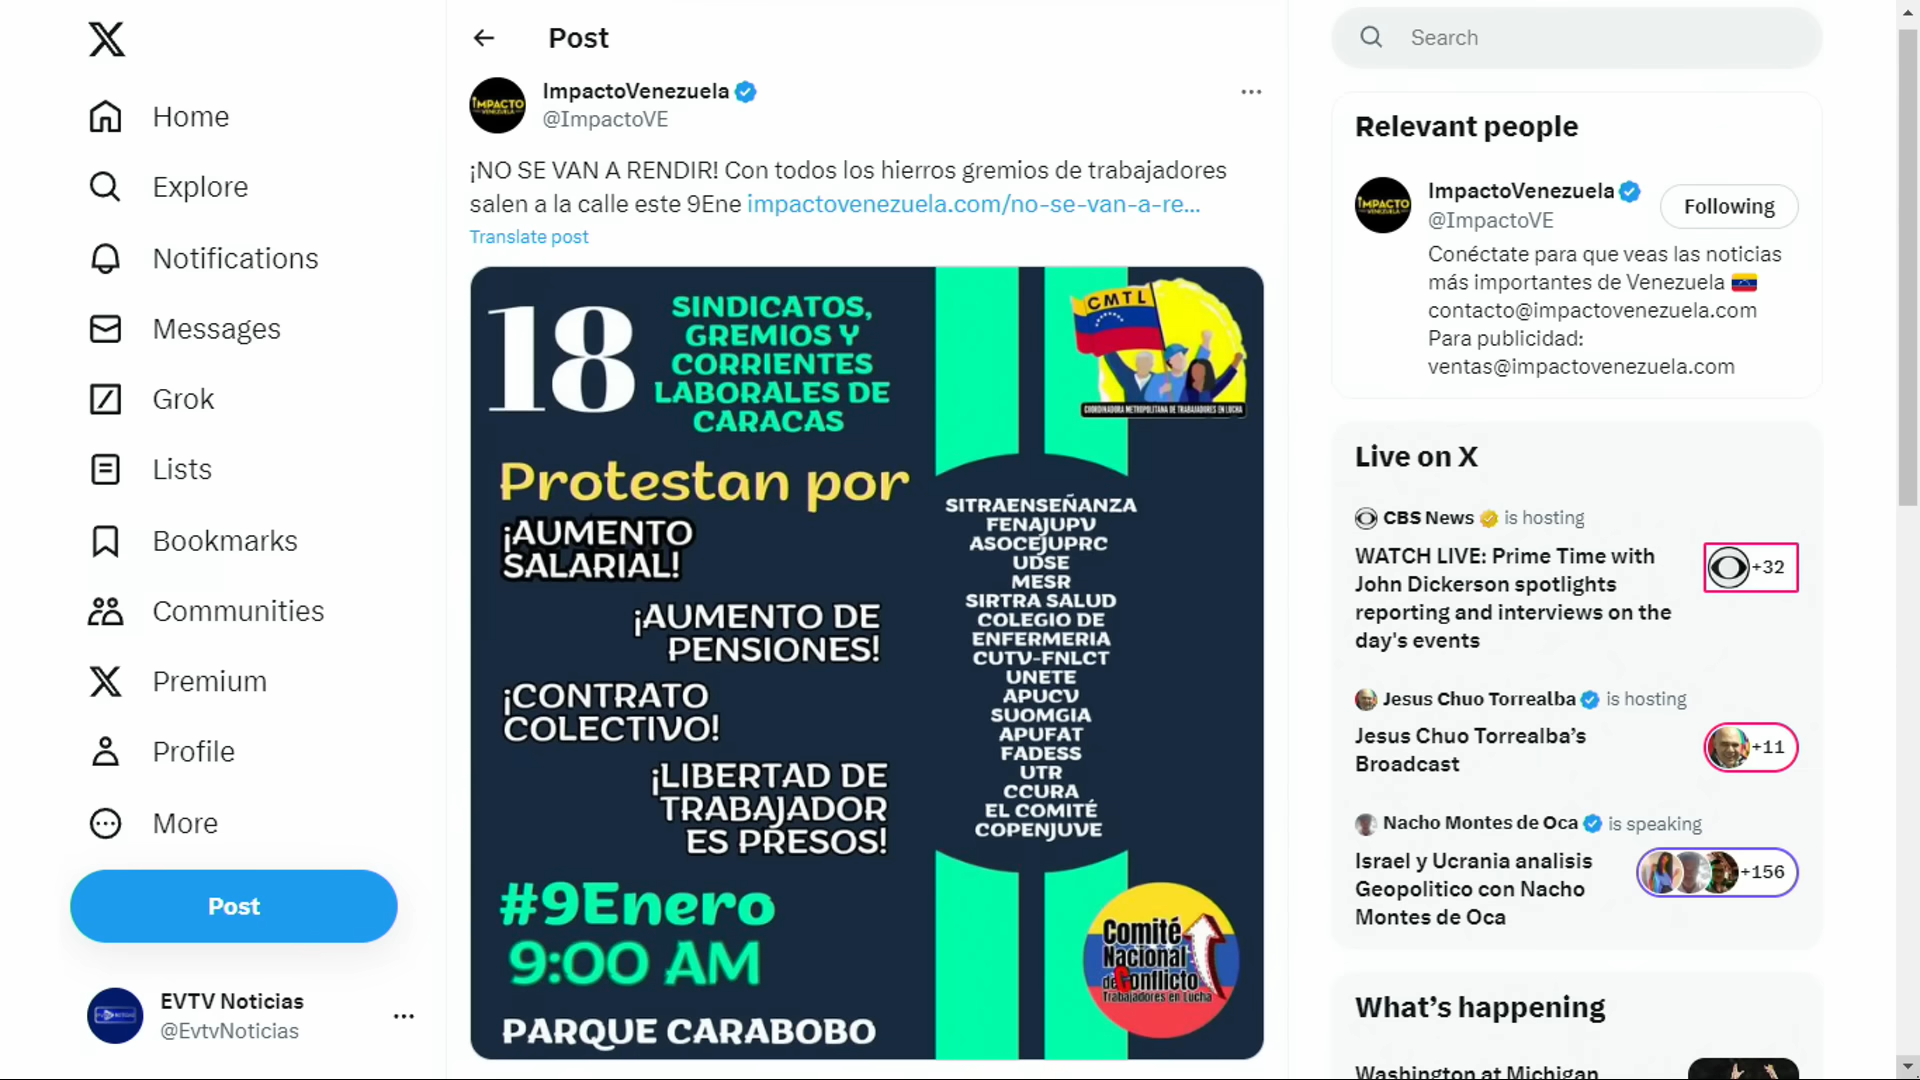 Home
Explore
Notifications
Messages
Grok
Lists
Bookmarks
Communities
Premium
Profile
More
Post
EVTV Noticias
@EvtvNoticias
Post
ImpactoVenezuela
@ImpactoVE
¡NO SE VAN A RENDIR! Con todos los hierros gremios de trabajadores
salen a la calle este 9Ene impactovenezuela.com/no-se-van-a-re...
Translate post
18
SINDICATOS,
GREMIOS Y
CORRIENTES
LABORALES DE
CARACAS
Protestan por
¡AUMENTO
SALARIAL!
¡AUMENTO DE
PENSIONES!
¡CONTRATO
COLECTIVO!
¡LIBERTAD DE
TRABAJADOR
ES PRESOS!
#9Enero
9:00 AM
PARQUE CARABOBO
CMTL
COORDINADORA METROPOLITANA DE TRABAJADORES EN LUCHA
SITRAENSEÑANZA
FENAJUPV
ASOCEJUPRC
UDSE
MESR
SIRTRA SALUD
COLEGIO DE
ENFERMERIA
CUTV-FNLCT
UNETE
APUCV
SUOMGIA
APUFAT
FADESS
UTR
CCURA
EL COMITÉ
COPENJUVE
Comité
Nacional
de Conflicto
Trabajadores en Lucha
Search
Relevant people
IMPACTO
VENEZUELA
ImpactoVenezuela
@ImpactoVE
Following
Conéctate para que veas las noticias
más importantes de Venezuela
contacto@impactovenezuela.com
Para publicidad:
ventas@impactovenezuela.com
Live on X
CBS News is hosting
WATCH LIVE: Prime Time with
John Dickerson spotlights
reporting and interviews on the
day's events
+32
Jesus Chuo Torrealba is hosting
Jesus Chuo Torrealba’s
Broadcast
+11
Nacho Montes de Oca is speaking
Israel y Ucrania analisis
Geopolitico con Nacho
Montes de Oca
+156
What’s happening
Washington at Michigan